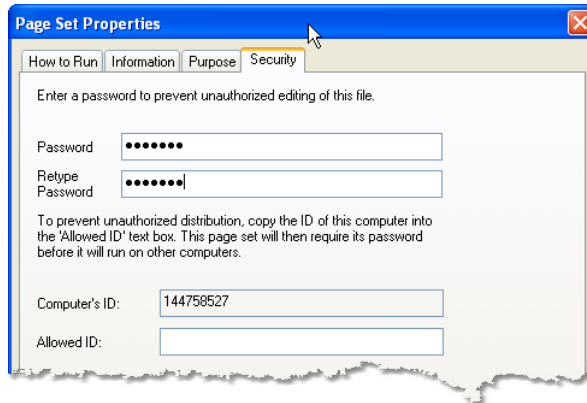 Page Set Properties
How to Run Information Purpose Security
Enter a password to prevent unauthorized editing of this file.
Password •••••••
Retype
Password •••••••
To prevent unauthorized distribution, copy the ID of this computer into
the 'Allowed ID' text box. This page set will then require its password
before it will run on other computers.
Computer's ID: 144758527
Allowed ID: